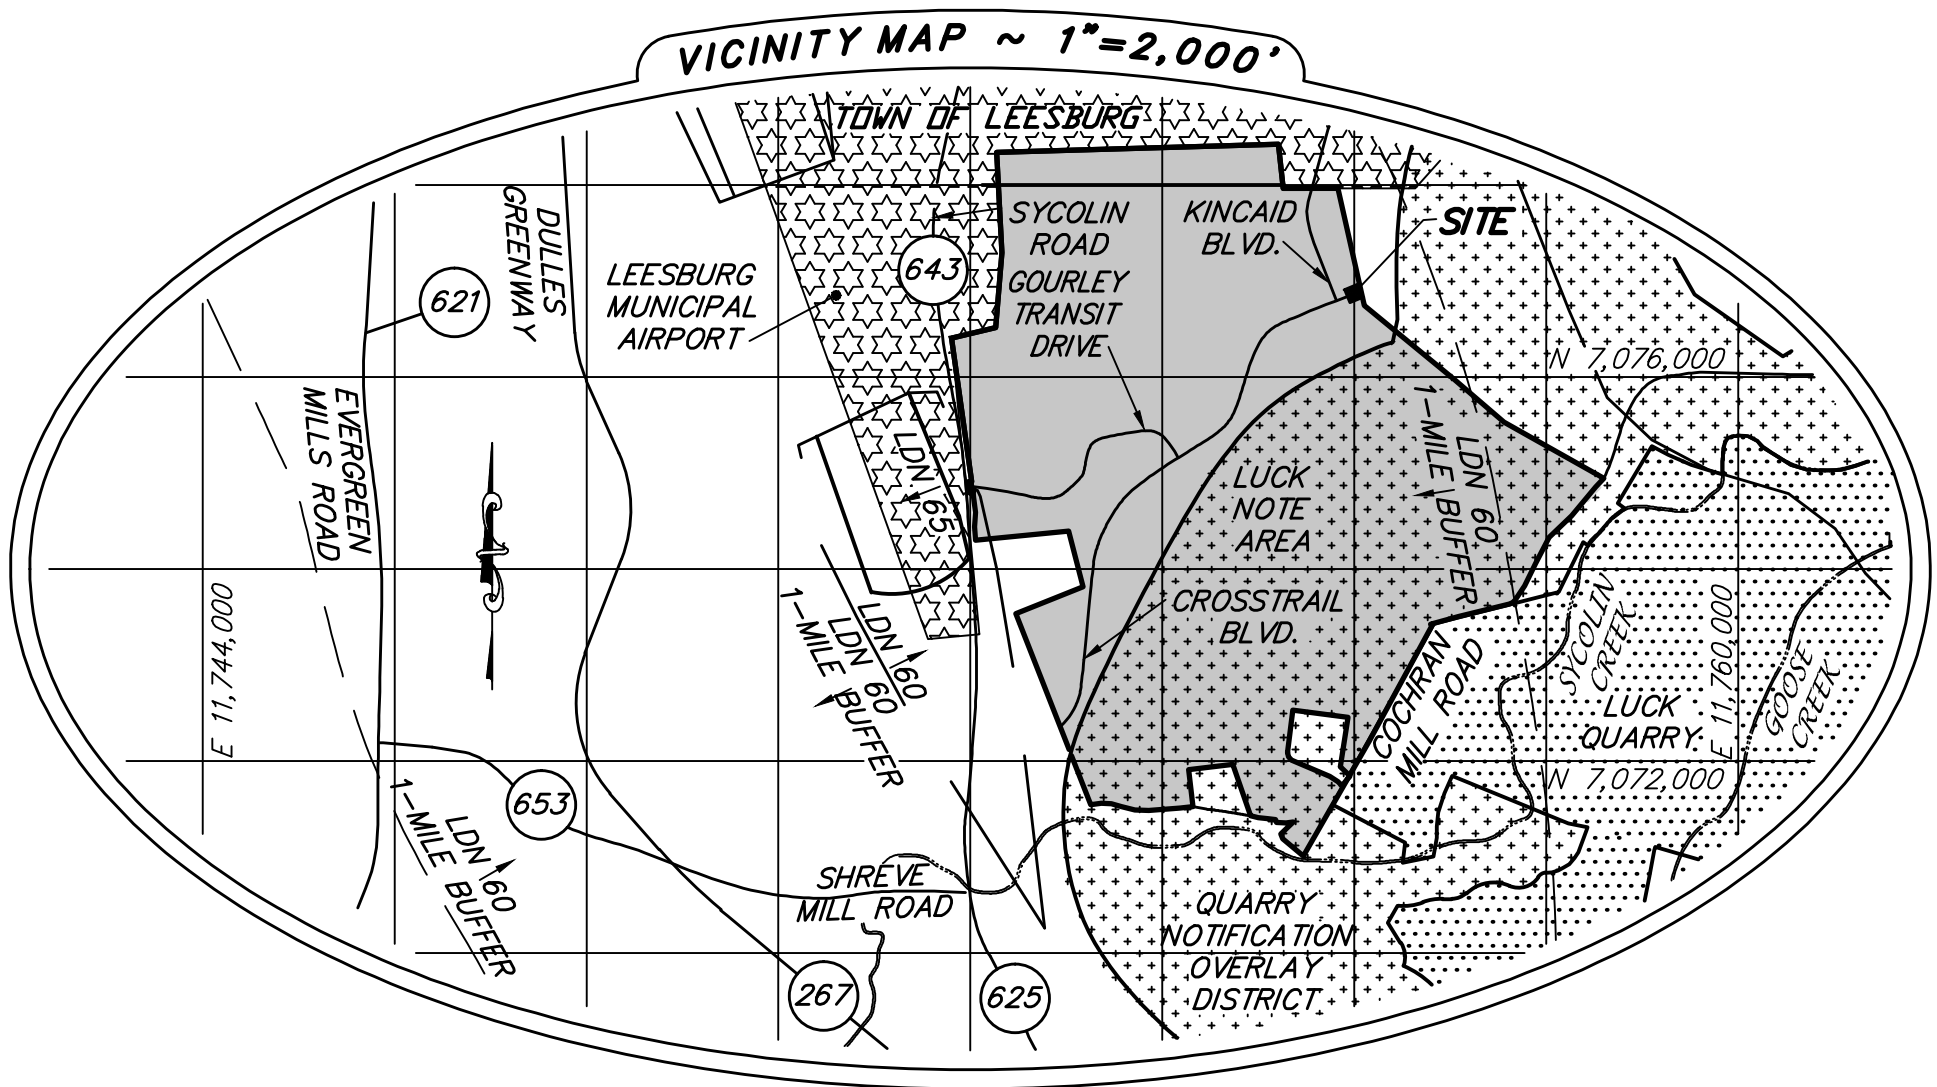 VICINITY MAP ~ 1"=2,000'
TOWN OF LEESBURG
DULLES
GREENWAY
621
LEESBURG
MUNICIPAL
AIRPORT
643
SYCOLIN
ROAD
GOURLEY
TRANSIT
DRIVE
KINCAID
BLVD.
SITE
N 7,076,000
EVERGREEN
MILLS ROAD
LDN 65
LUCK
NOTE
AREA
LDN 60
1-MILE BUFFER
E 11,744,000
LDN 60
LDN 60
1-MILE BUFFER
CROSSTRAIL
BLVD.
COCHRAN
MILL ROAD
SYCOLIN
CREEK
LUCK
QUARRY
E 11,760,000
GOOSE
CREEK
N 7,072,000
653
LDN 60
1-MILE BUFFER
SHREVE
MILL ROAD
QUARRY
NOTIFICATION
OVERLAY
DISTRICT
267
625